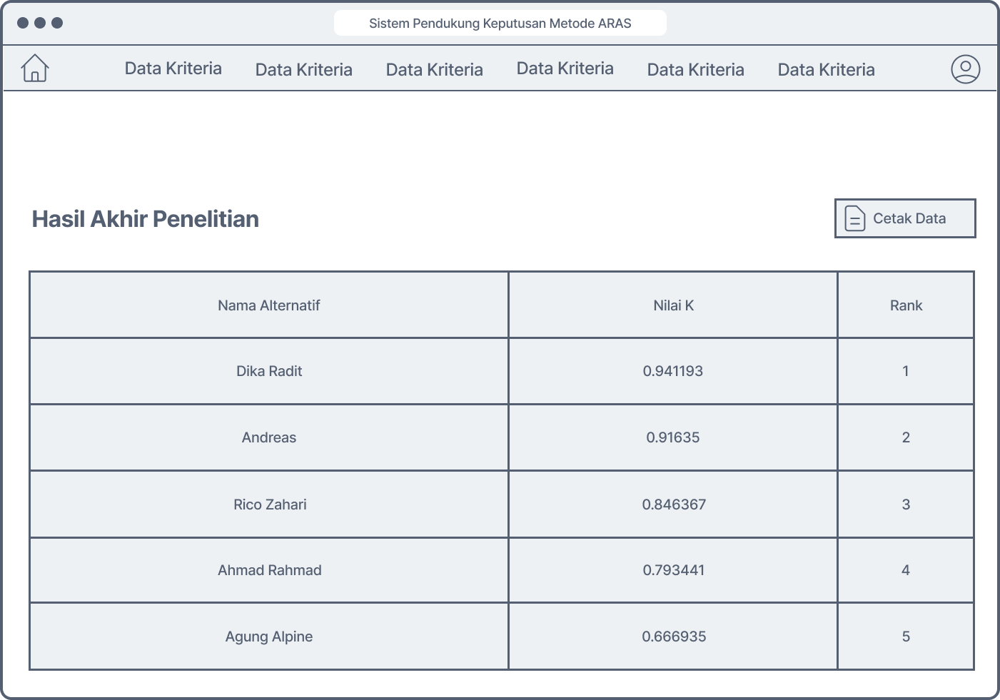 Sistem Pendukung Keputusan Metode ARAS
Data Kriteria Data Kriteria Data Kriteria Data Kriteria Data Kriteria Data Kriteria
Hasil Akhir Penelitian
Cetak Data
Nama Alternatif Nilai K Rank
Dika Radit 0.941193 1
Andreas 0.91635 2
Rico Zahari 0.846367 3
Ahmad Rahmad 0.793441 4
Agung Alpine 0.666935 5